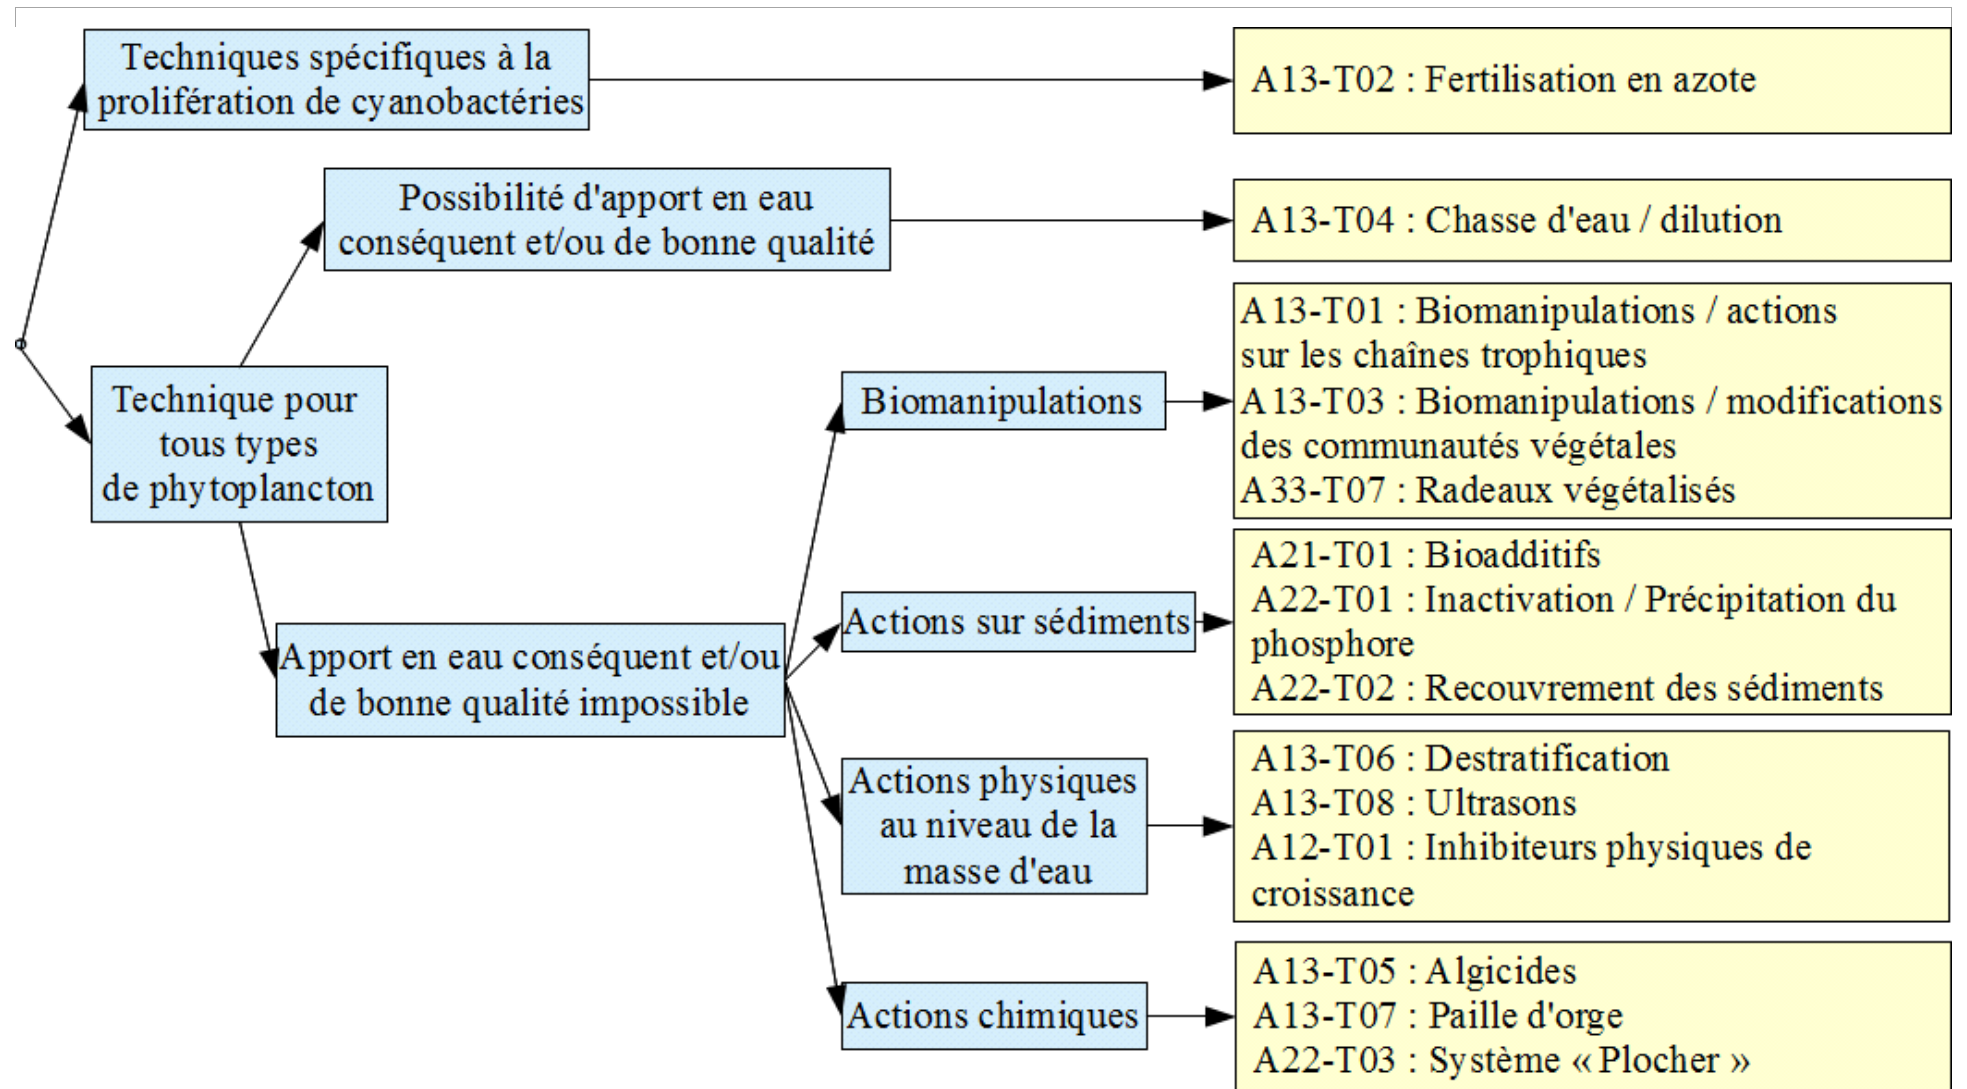 Techniques spécifiques à la
prolifération de cyanobactéries
A13-T02 : Fertilisation en azote
Possibilité d'apport en eau
conséquent et/ou de bonne qualité
A13-T04 : Chasse d'eau / dilution
Technique pour
tous types
de phytoplancton
Apport en eau conséquent et/ou
de bonne qualité impossible
Biomanipulations
A13-T01 : Biomanipulations / actions
sur les chaînes trophiques
A13-T03 : Biomanipulations / modifications
des communautés végétales
A33-T07 : Radeaux végétalisés
Actions sur sédiments
A21-T01 : Bioadditifs
A22-T01 : Inactivation / Précipitation du
phosphore
A22-T02 : Recouvrement des sédiments
Actions physiques
au niveau de la
masse d'eau
A13-T06 : Destratification
A13-T08 : Ultrasons
A12-T01 : Inhibiteurs physiques de
croissance
Actions chimiques
A13-T05 : Algicides
A13-T07 : Paille d'orge
A22-T03 : Système « Plocher »